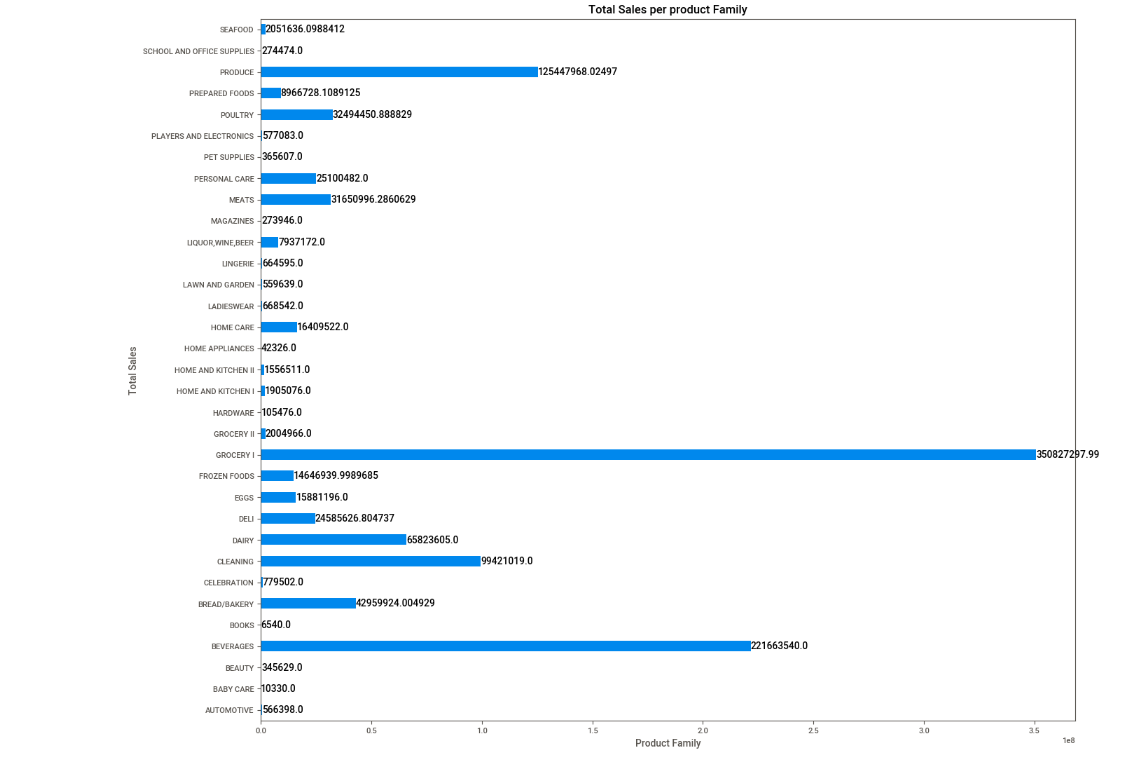 Total Sales per product Family
SEAFOOD 2051636.0988412
SCHOOL AND OFFICE SUPPLIES 274474.0
PRODUCE 125447968.02497
PREPARED FOODS 8966728.1089125
POULTRY 32494450.888829
PLAYERS AND ELECTRONICS 577083.0
PET SUPPLIES 365607.0
PERSONAL CARE 25100482.0
MEATS 31650996.2860629
MAGAZINES 273946.0
LIQUOR,WINE,BEER 7937172.0
LINGERIE 664595.0
LAWN AND GARDEN 559639.0
LADIESWEAR 668542.0
HOME CARE 16409522.0
HOME APPLIANCES 42326.0
HOME AND KITCHEN II 1556511.0
HOME AND KITCHEN I 1905076.0
HARDWARE 105476.0
GROCERY II 2004966.0
GROCERY I 350827297.99
FROZEN FOODS 14646939.9989685
EGGS 15881196.0
DELI 24585626.804737
DAIRY 65823605.0
CLEANING 99421019.0
CELEBRATION 779502.0
BREAD/BAKERY 42959924.004929
BOOKS 6540.0
BEVERAGES 221663540.0
BEAUTY 345629.0
BABY CARE 10330.0
AUTOMOTIVE 566398.0
Total Sales
0.0 0.5 1.0 1.5 2.0 2.5 3.0 3.5
1e8
Product Family